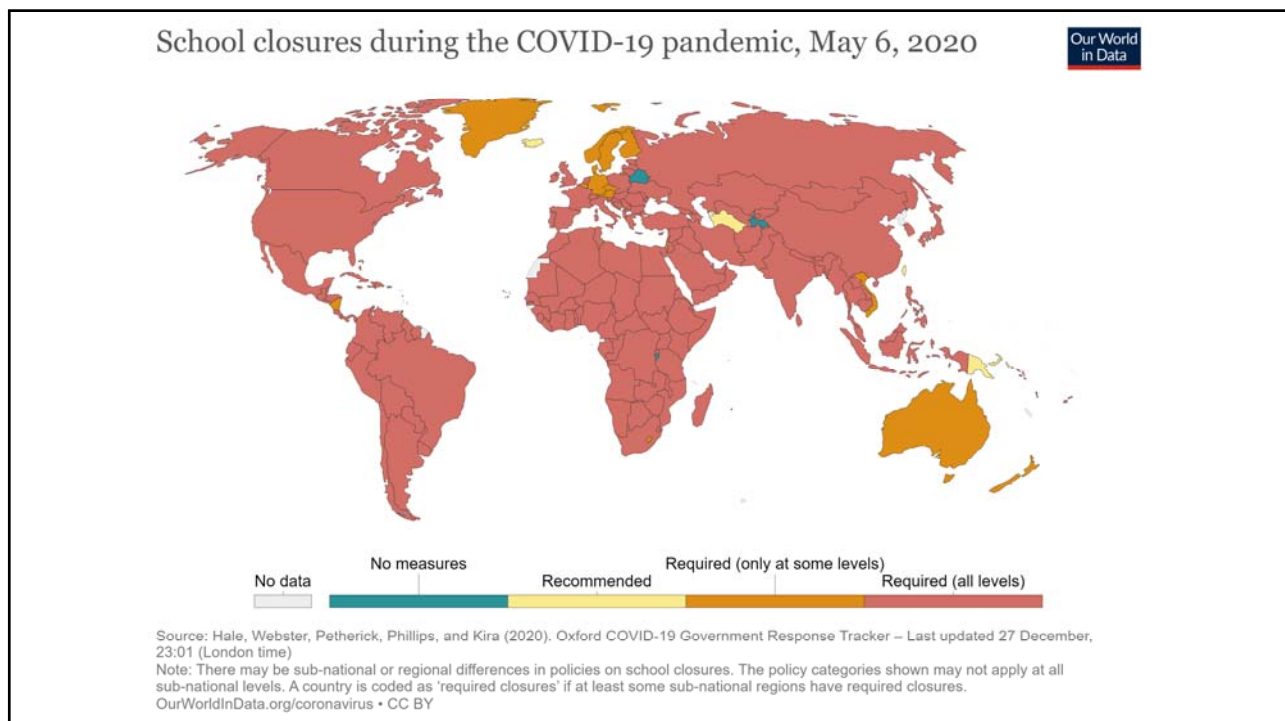 School closures during the COVID-19 pandemic, May 6, 2020
Our World
in Data
No data
No measures
Recommended
Required (only at some levels)
Required (all levels)
Source: Hale, Webster, Petherick, Phillips, and Kira (2020). Oxford COVID-19 Government Response Tracker – Last updated 27 December,
23:01 (London time)
Note: There may be sub-national or regional differences in policies on school closures. The policy categories shown may not apply at all
sub-national levels. A country is coded as 'required closures' if at least some sub-national regions have required closures.
OurWorldInData.org/coronavirus • CC BY